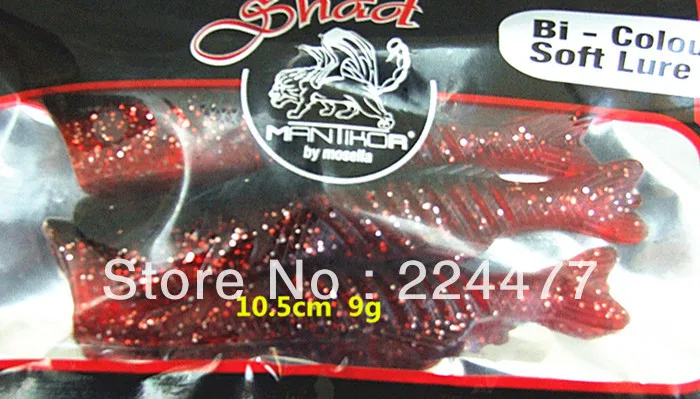 Shad
Bi - Colou
Soft Lure
MANTIKOR®
by mosella
Store No : 224477
10.5cm 9g